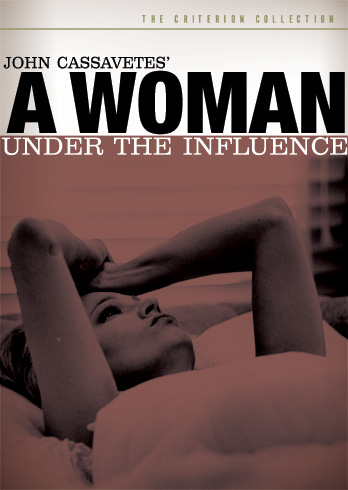 THE CRITERION COLLECTION
JOHN CASSAVETES'
A WOMAN
UNDER THE INFLUENCE